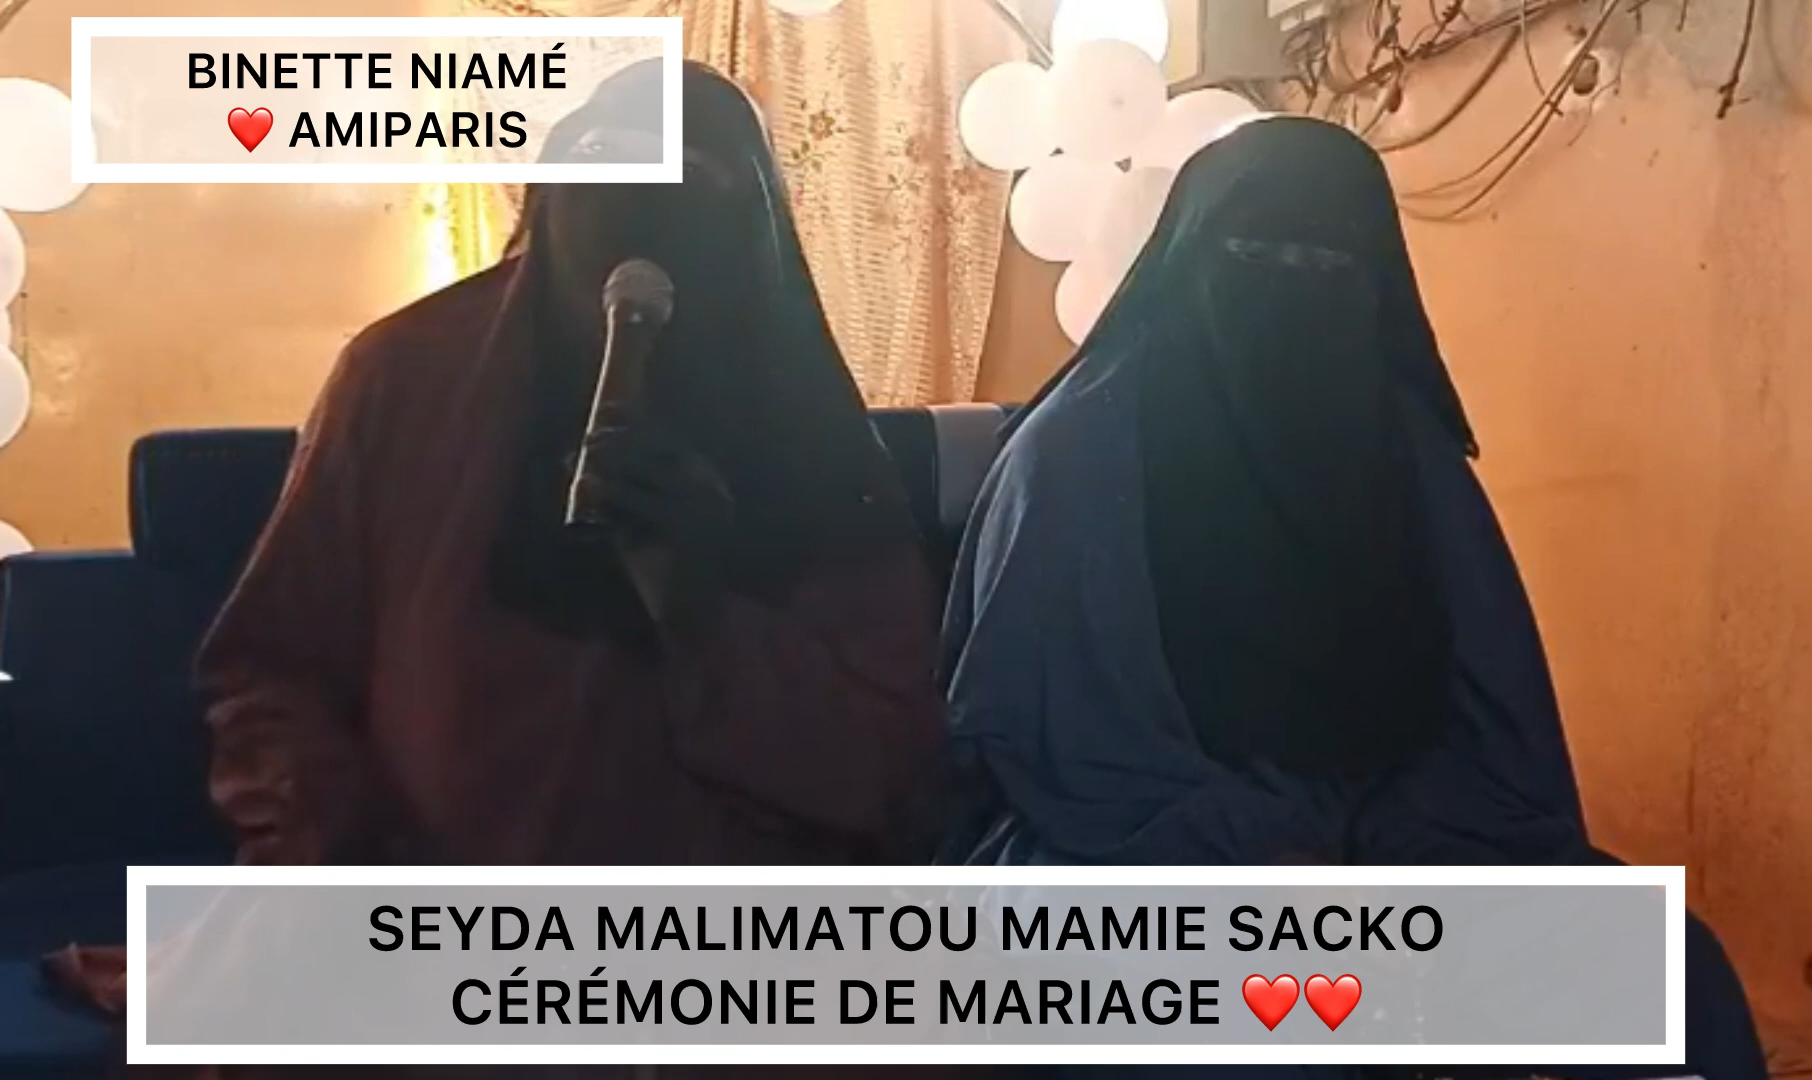 BINETTE NIAMÉ
❤️ AMIPARIS
SEYDA MALIMATOU MAMIE SACKO
CÉRÉMONIE DE MARIAGE ❤️❤️